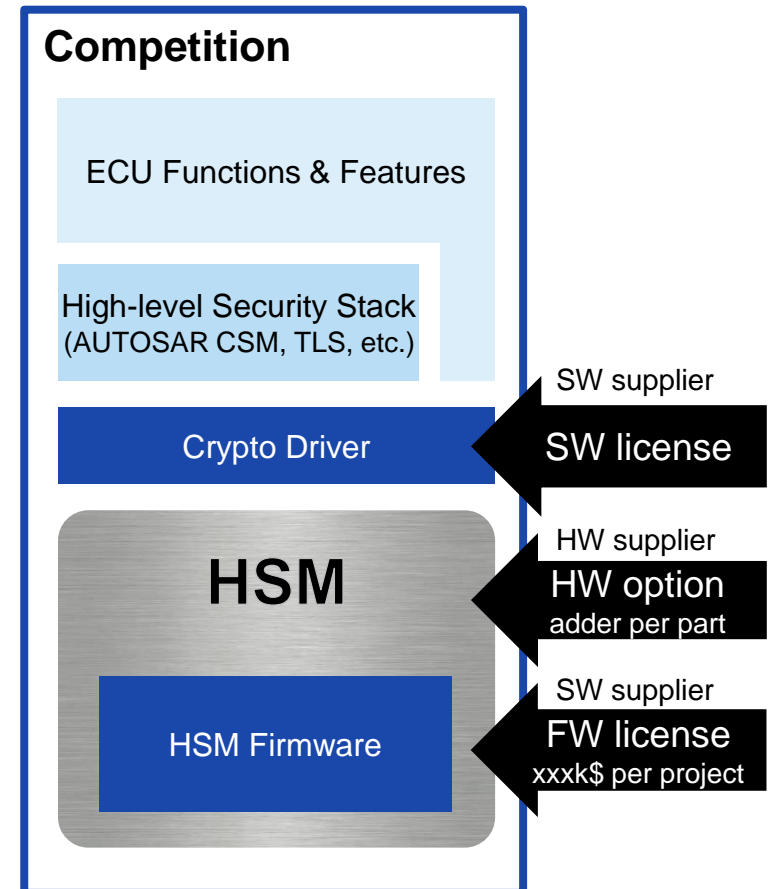 Competition
ECU Functions & Features
High-level Security Stack
(AUTOSAR CSM, TLS, etc.)
SW supplier
Crypto Driver
SW license
HW supplier
HSM
HW option
adder per part
SW supplier
HSM Firmware
FW license
xxxk$ per project